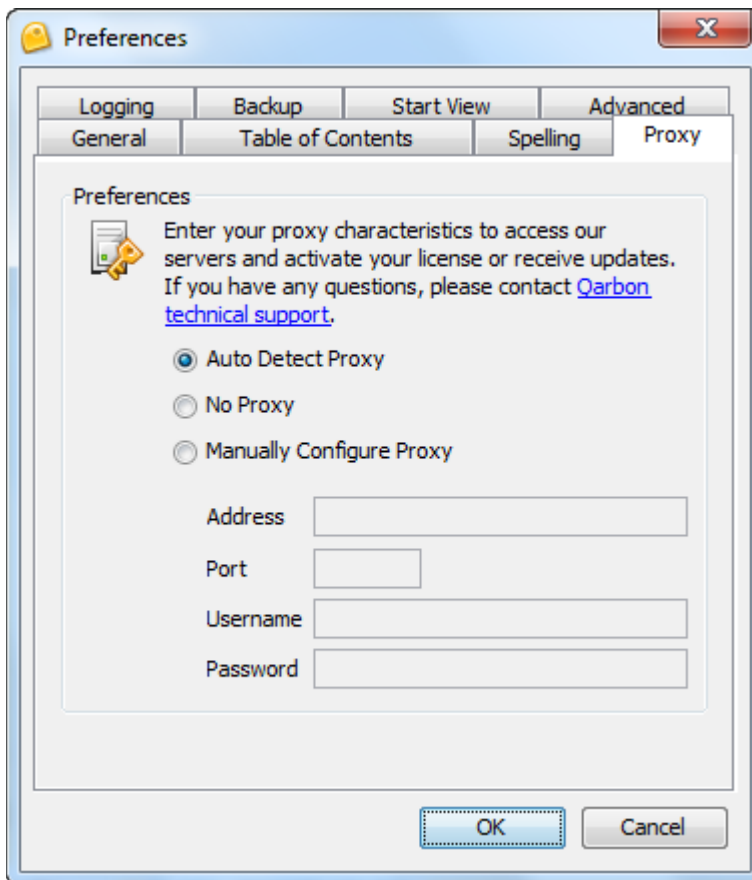 Preferences
Logging Backup Start View Advanced
General Table of Contents Spelling Proxy
Preferences
Enter your proxy characteristics to access our
servers and activate your license or receive updates.
If you have any questions, please contact Qarbon
technical support.
Auto Detect Proxy
No Proxy
Manually Configure Proxy
Address
Port
Username
Password
OK Cancel